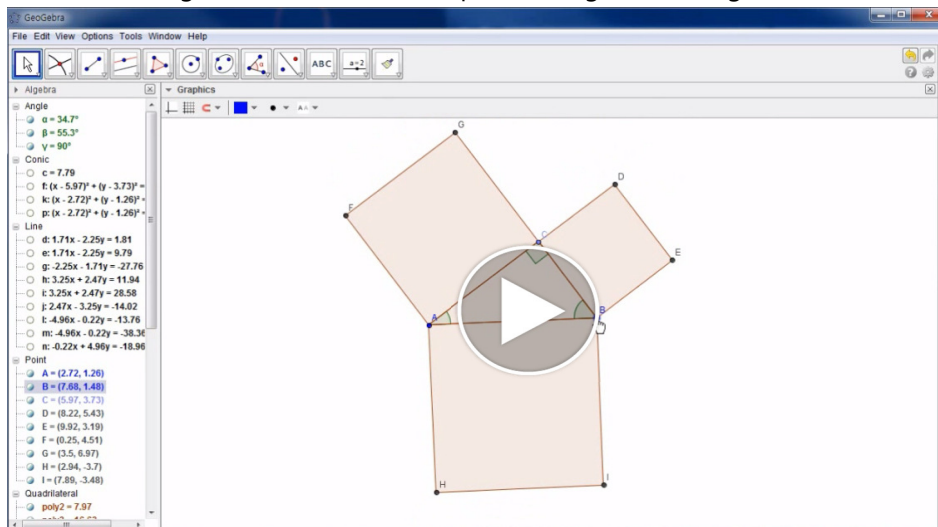 GeoGebra
File Edit View Options Tools Window Help
ABC a=2
Algebra
Graphics
Angle
α = 34.7°
β = 55.3°
γ = 90°
Conic
c = 7.79
f: (x - 5.97)² + (y - 3.73)² =
k: (x - 2.72)² + (y - 1.26)² =
p: (x - 2.72)² + (y - 1.26)² =
Line
d: 1.71x - 2.25y = 1.81
e: 1.71x - 2.25y = 9.79
g: -2.25x - 1.71y = -27.76
h: 3.25x + 2.47y = 11.94
i: 3.25x + 2.47y = 28.58
j: 2.47x - 3.25y = -14.02
l: -4.96x - 0.22y = -13.76
m: -4.96x - 0.22y = -38.36
n: -0.22x + 4.96y = -18.96
Point
A = (2.72, 1.26)
B = (7.68, 1.48)
C = (5.97, 3.73)
D = (8.22, 5.43)
E = (9.92, 3.19)
F = (0.25, 4.51)
G = (3.5, 6.97)
H = (2.94, -3.7)
I = (7.89, -3.48)
Quadrilateral
poly2 = 7.97
G
D
F
C
E
A
B
H
I